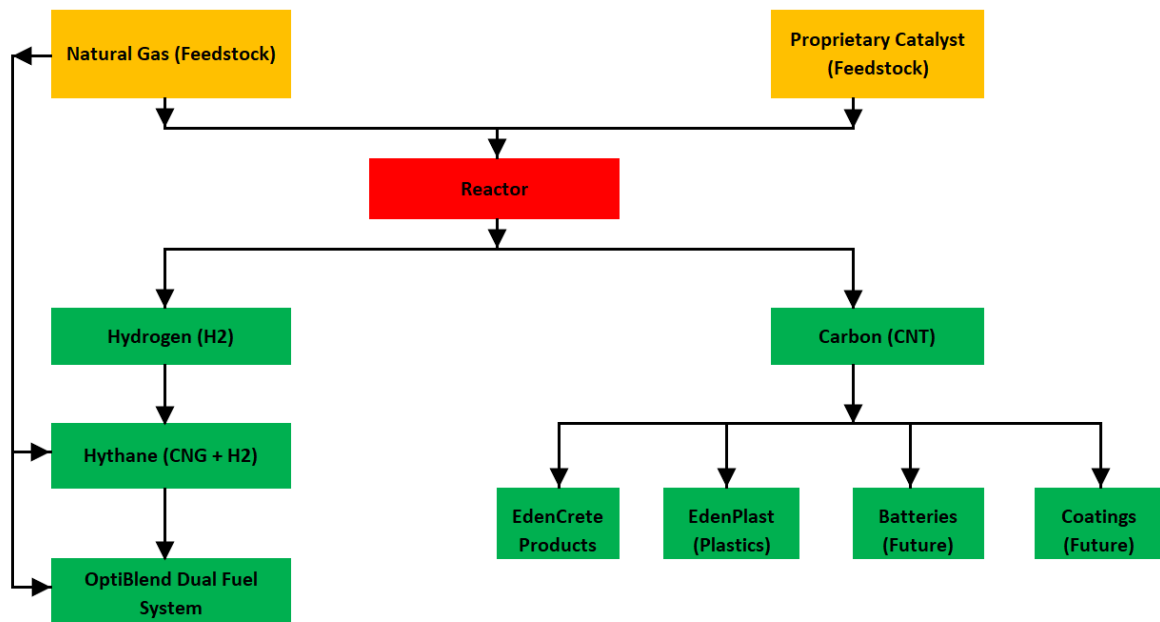 Natural Gas (Feedstock)
Proprietary Catalyst
(Feedstock)
Reactor
Hydrogen (H2)
Carbon (CNT)
Hythane (CNG + H2)
EdenCrete
Products
EdenPlast
(Plastics)
Batteries
(Future)
Coatings
(Future)
OptiBlend Dual Fuel
System